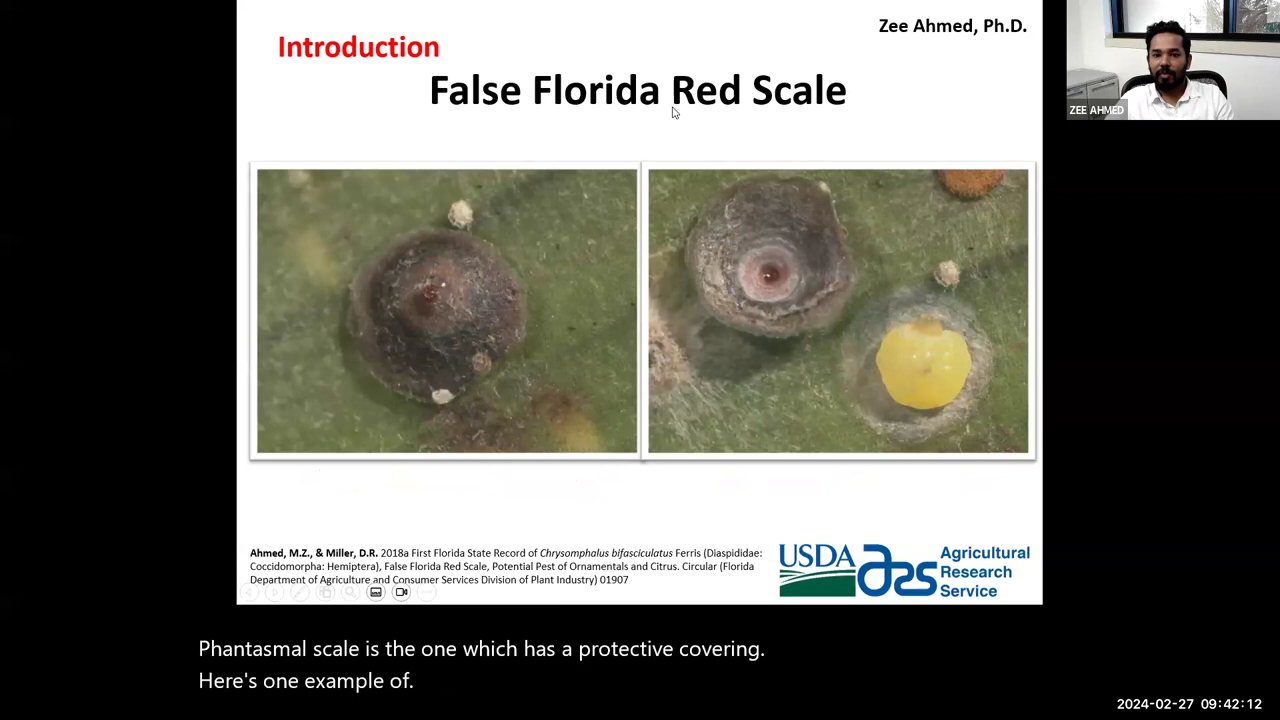 Zee Ahmed, Ph.D.
Introduction
False Florida Red Scale
ZEE AHMED
Ahmed, M.Z., & Miller, D.R. 2018a First Florida State Record of Chrysomphalus bifasciculatus Ferris (Diaspididae:
Coccidomorpha: Hemiptera), False Florida Red Scale, Potential Pest of Ornamentals and Citrus. Circular (Florida
Department of Agriculture and Consumer Services Division of Plant Industry) 01907
USDA
ars
Agricultural
Research
Service
Phantasmal scale is the one which has a protective covering.
Here's one example of.
2024-02-27 09:42:12